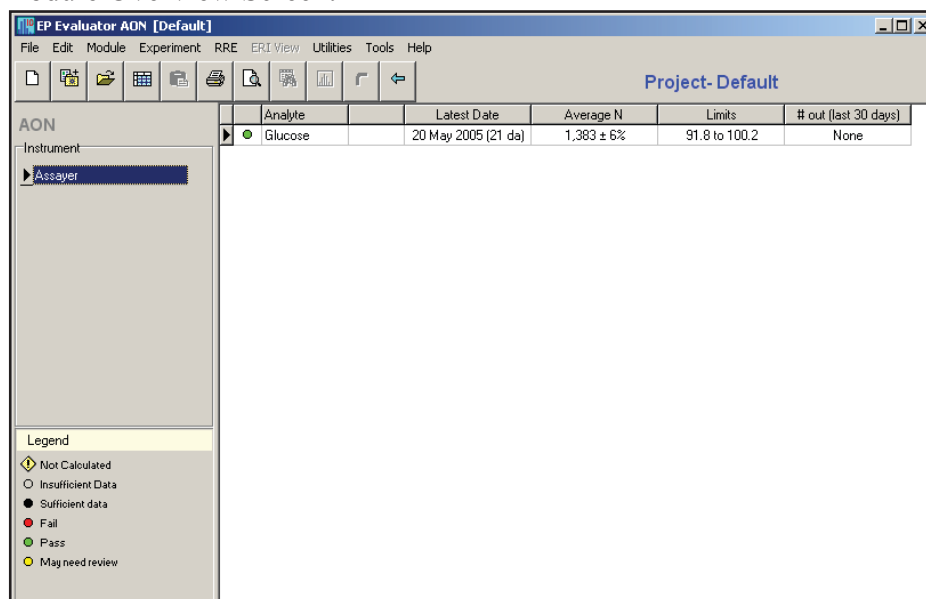 EP Evaluator AON [Default]
File Edit Module Experiment RRE ERI View Utilities Tools Help
Project- Default
AON
Instrument
Assayer
Analyte Latest Date Average N Limits # out (last 30 days)
Glucose 20 May 2005 (21 da) 1,383 ± 6% 91.8 to 100.2 None
Legend
Not Calculated
Insufficient Data
Sufficient data
Fail
Pass
May need review